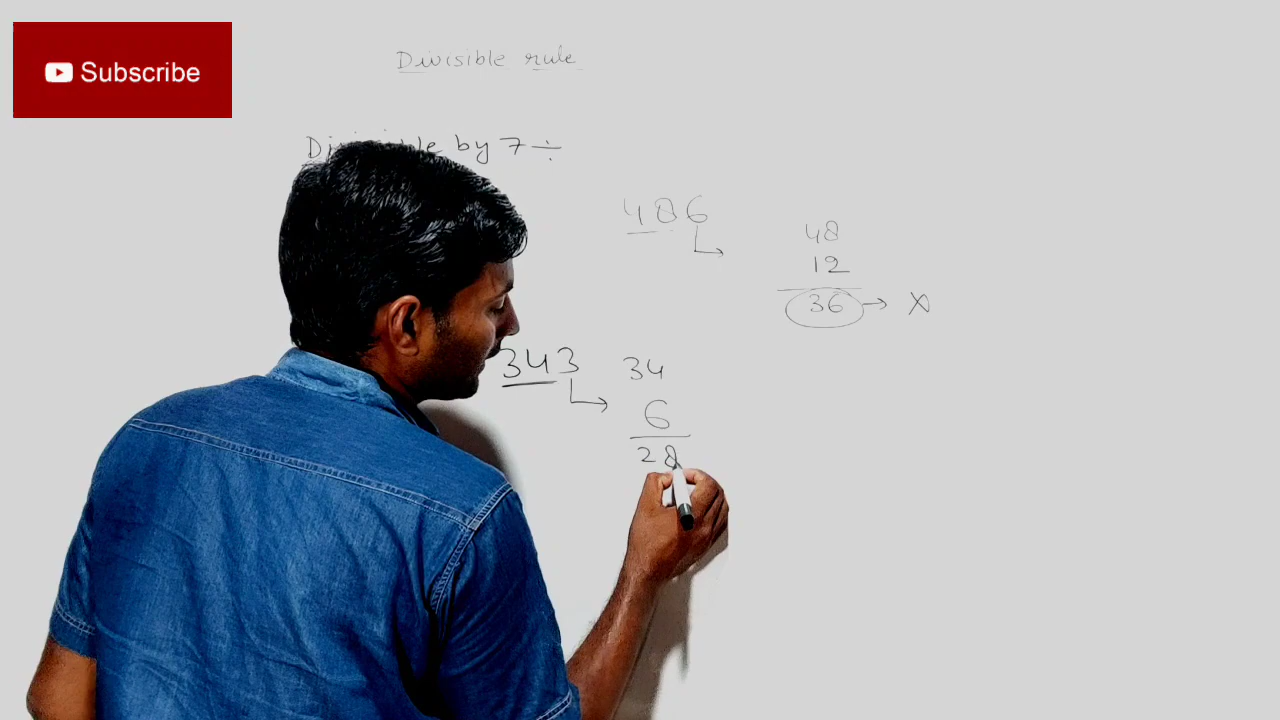 Subscribe
Divisible rule
by 7 ÷
486
48
12
36 → X
343
34
6
28